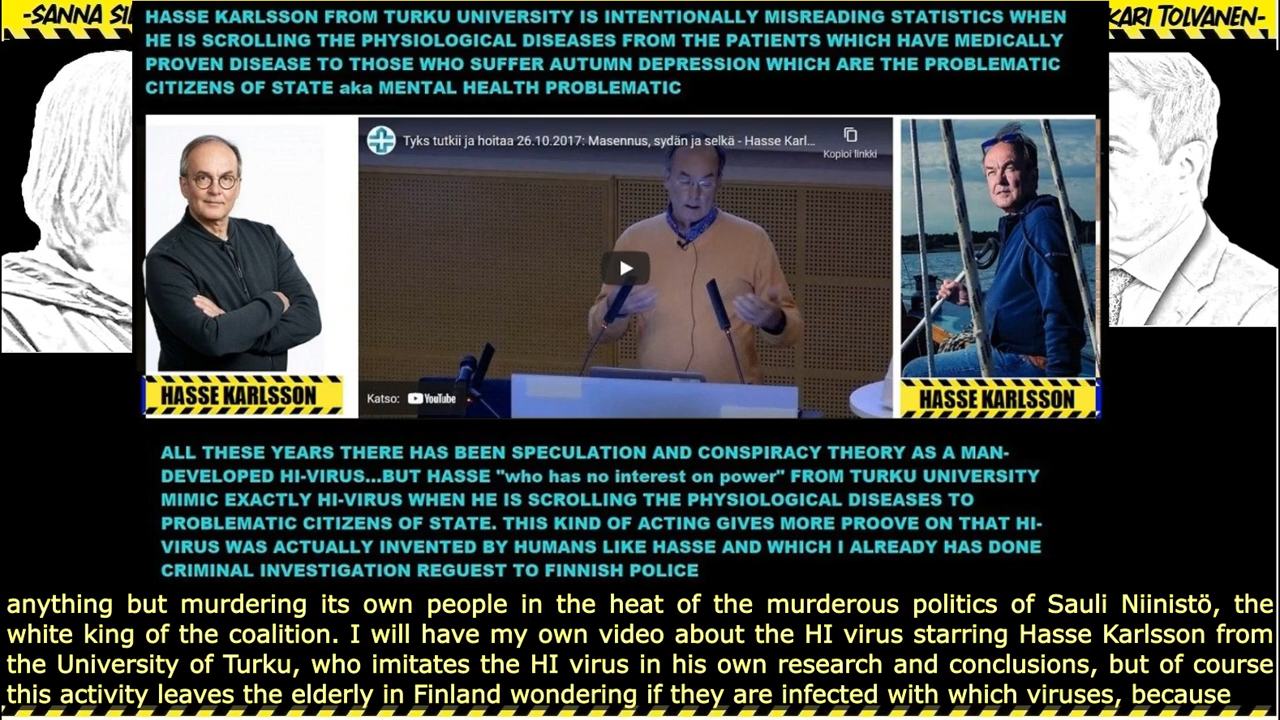 -SANNA SI
KARI TOLVANEN-
HASSE KARLSSON FROM TURKU UNIVERSITY IS INTENTIONALLY MISREADING STATISTICS WHEN
HE IS SCROLLING THE PHYSIOLOGICAL DISEASES FROM THE PATIENTS WHICH HAVE MEDICALLY
PROVEN DISEASE TO THOSE WHO SUFFER AUTUMN DEPRESSION WHICH ARE THE PROBLEMATIC
CITIZENS OF STATE aka MENTAL HEALTH PROBLEMATIC
Tyks tutkii ja hoitaa 26.10.2017: Masennus, sydän ja selkä - Hasse Karl...
Kopioi linkki
Katso: YouTube
HASSE KARLSSON
HASSE KARLSSON
ALL THESE YEARS THERE HAS BEEN SPECULATION AND CONSPIRACY THEORY AS A MAN-
DEVELOPED HI-VIRUS...BUT HASSE "who has no interest on power" FROM TURKU UNIVERSITY
MIMIC EXACTLY HI-VIRUS WHEN HE IS SCROLLING THE PHYSIOLOGICAL DISEASES TO
PROBLEMATIC CITIZENS OF STATE. THIS KIND OF ACTING GIVES MORE PROOVE ON THAT HI-
VIRUS WAS ACTUALLY INVENTED BY HUMANS LIKE HASSE AND WHICH I ALREADY HAS DONE
CRIMINAL INVESTIGATION REGUEST TO FINNISH POLICE
anything but murdering its own people in the heat of the murderous politics of Sauli Niinistö, the
white king of the coalition. I will have my own video about the HI virus starring Hasse Karlsson from
the University of Turku, who imitates the HI virus in his own research and conclusions, but of course
this activity leaves the elderly in Finland wondering if they are infected with which viruses, because